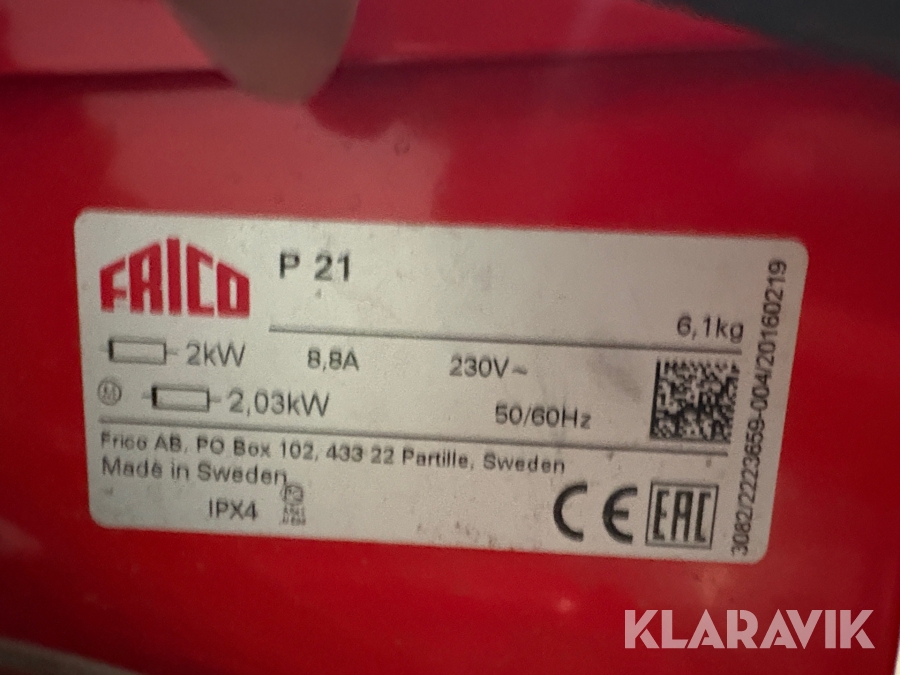 FRICO
P 21
6,1kg
2kW 8,8A 230V~
M 2,03kW 50/60Hz
Frico AB, PO Box 102, 433 22 Partille, Sweden
Made in Sweden
IPX4
CE EAC
3082/2223659-004/20160219
KLARAVIK